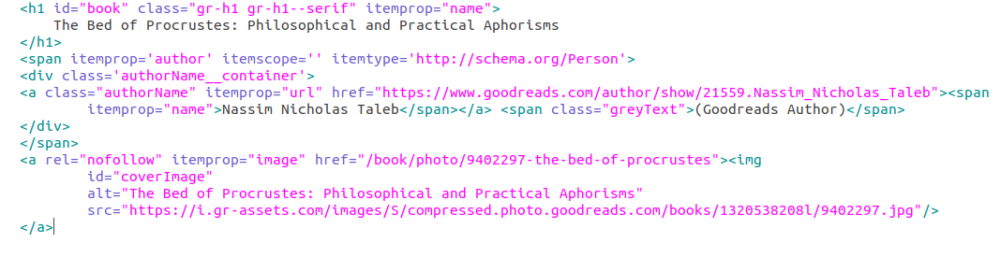 <h1 id="book" class="gr-h1 gr-h1--serif" itemprop="name">
The Bed of Procrustes: Philosophical and Practical Aphorisms
</h1>
<span itemprop='author' itemscope='' itemtype='http://schema.org/Person'>
<div class='authorName__container'>
<a class="authorName" itemprop="url" href="https://www.goodreads.com/author/show/21559.Nassim_Nicholas_Taleb"><span
itemprop="name">Nassim Nicholas Taleb</span></a> <span class="greyText">(Goodreads Author)</span>
</div>
</span>
<a rel="nofollow" itemprop="image" href="/book/photo/9402297-the-bed-of-procrustes"><img
id="coverImage"
alt="The Bed of Procrustes: Philosophical and Practical Aphorisms"
src="https://i.gr-assets.com/images/S/compressed.photo.goodreads.com/books/1320538208l/9402297.jpg"/>
</a>